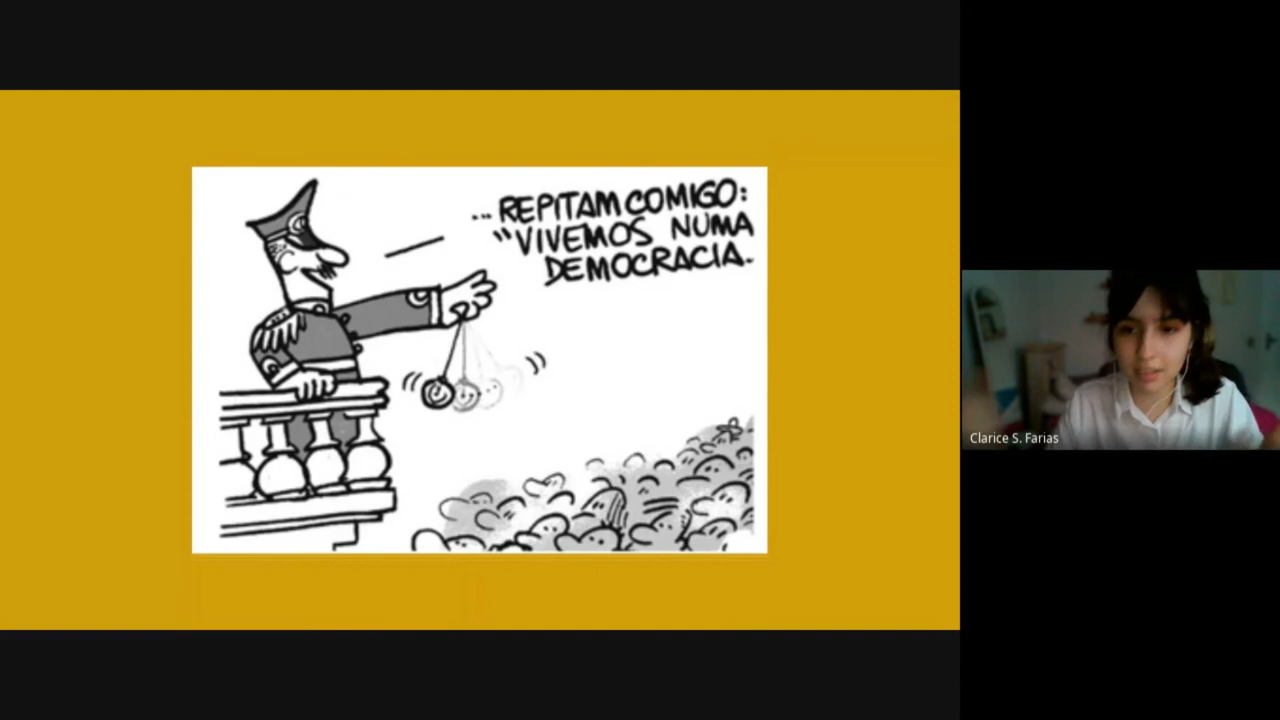 ... REPITAM COMIGO:
“VIVEMOS NUMA
DEMOCRACIA.
Clarice S. Farias